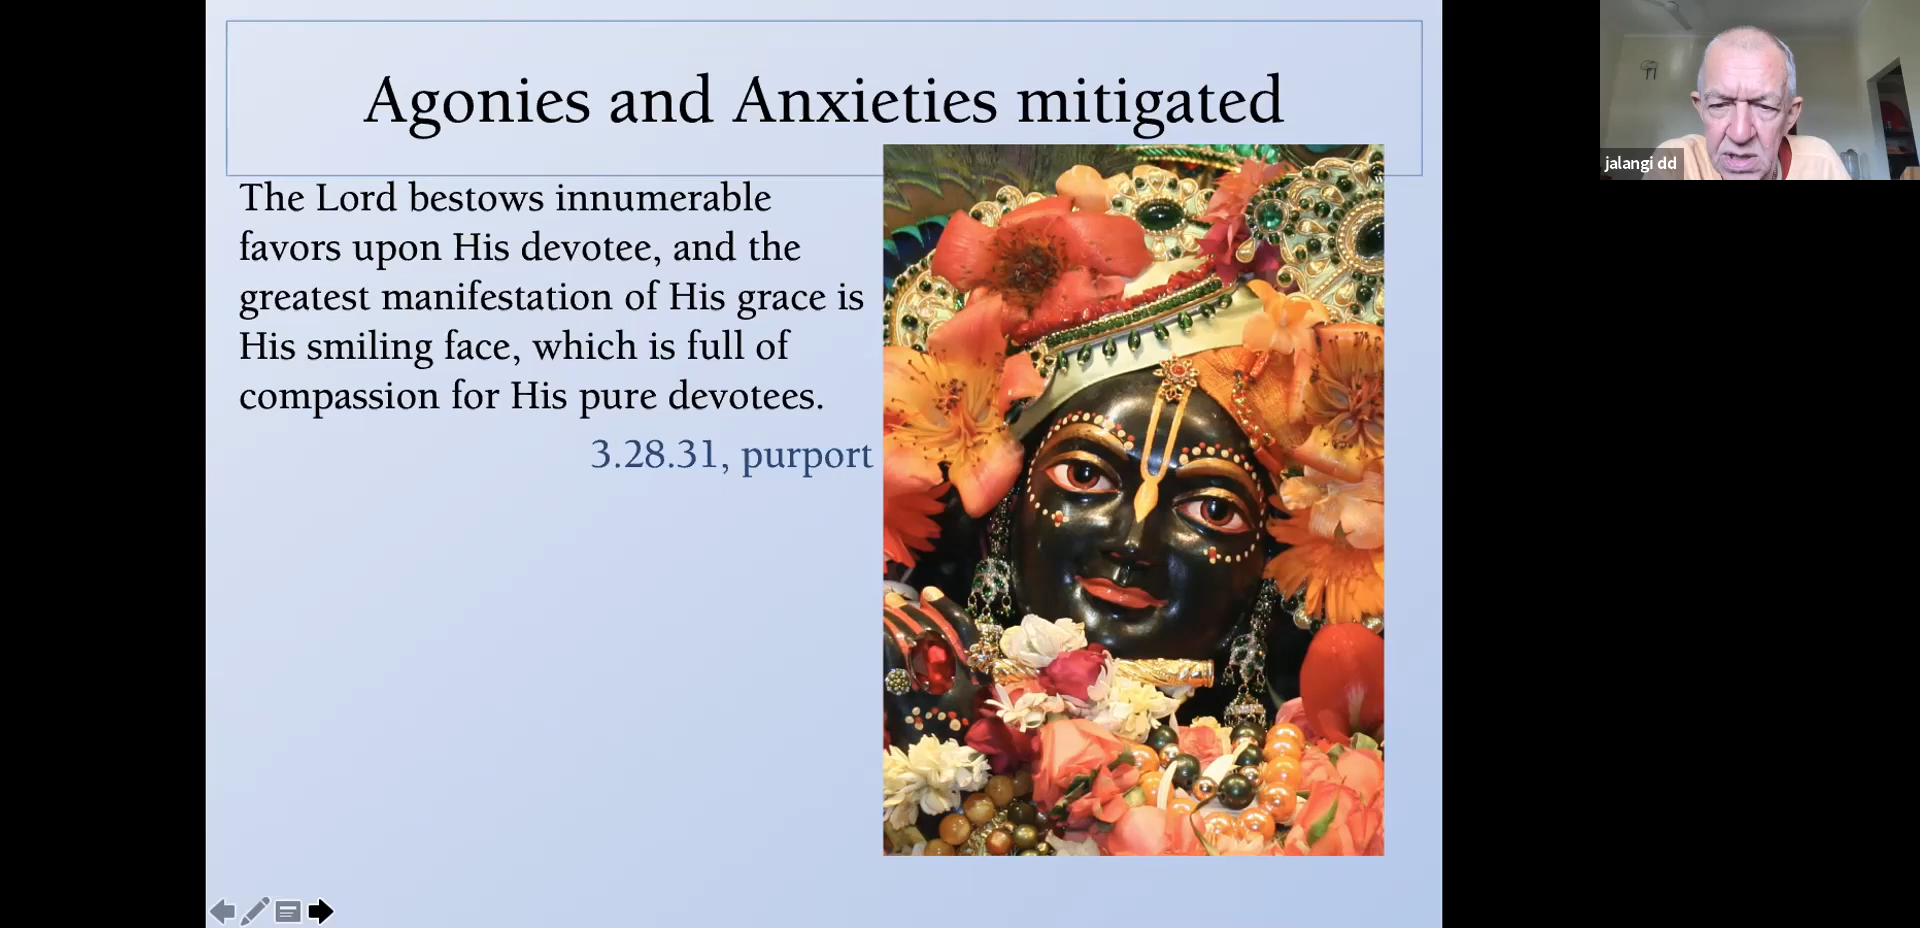 Agonies and Anxieties mitigated
The Lord bestows innumerable
favors upon His devotee, and the
greatest manifestation of His grace is
His smiling face, which is full of
compassion for His pure devotees.
3.28.31, purport
jalangi dd